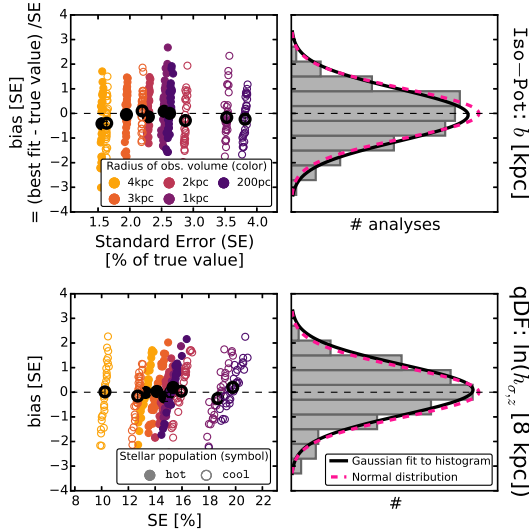 4
3
2
1
0
−1
−2
−3
−4
bias [SE]
= (best fit - true value) /SE
Radius of obs. volume (color)
4kpc 2kpc 200pc
3kpc 1kpc
1.5 2.0 2.5 3.0 3.5 4.0
Standard Error (SE)
[% of true value]
# analyses
Iso−Pot: b [kpc]
4
3
2
1
0
−1
−2
−3
−4
bias [SE]
Stellar population (symbol)
hot cool
8 10 12 14 16 18 20 22
SE [%]
Gaussian fit to histogram
Normal distribution
#
qDF: ln(hσ,z [8 kpc])